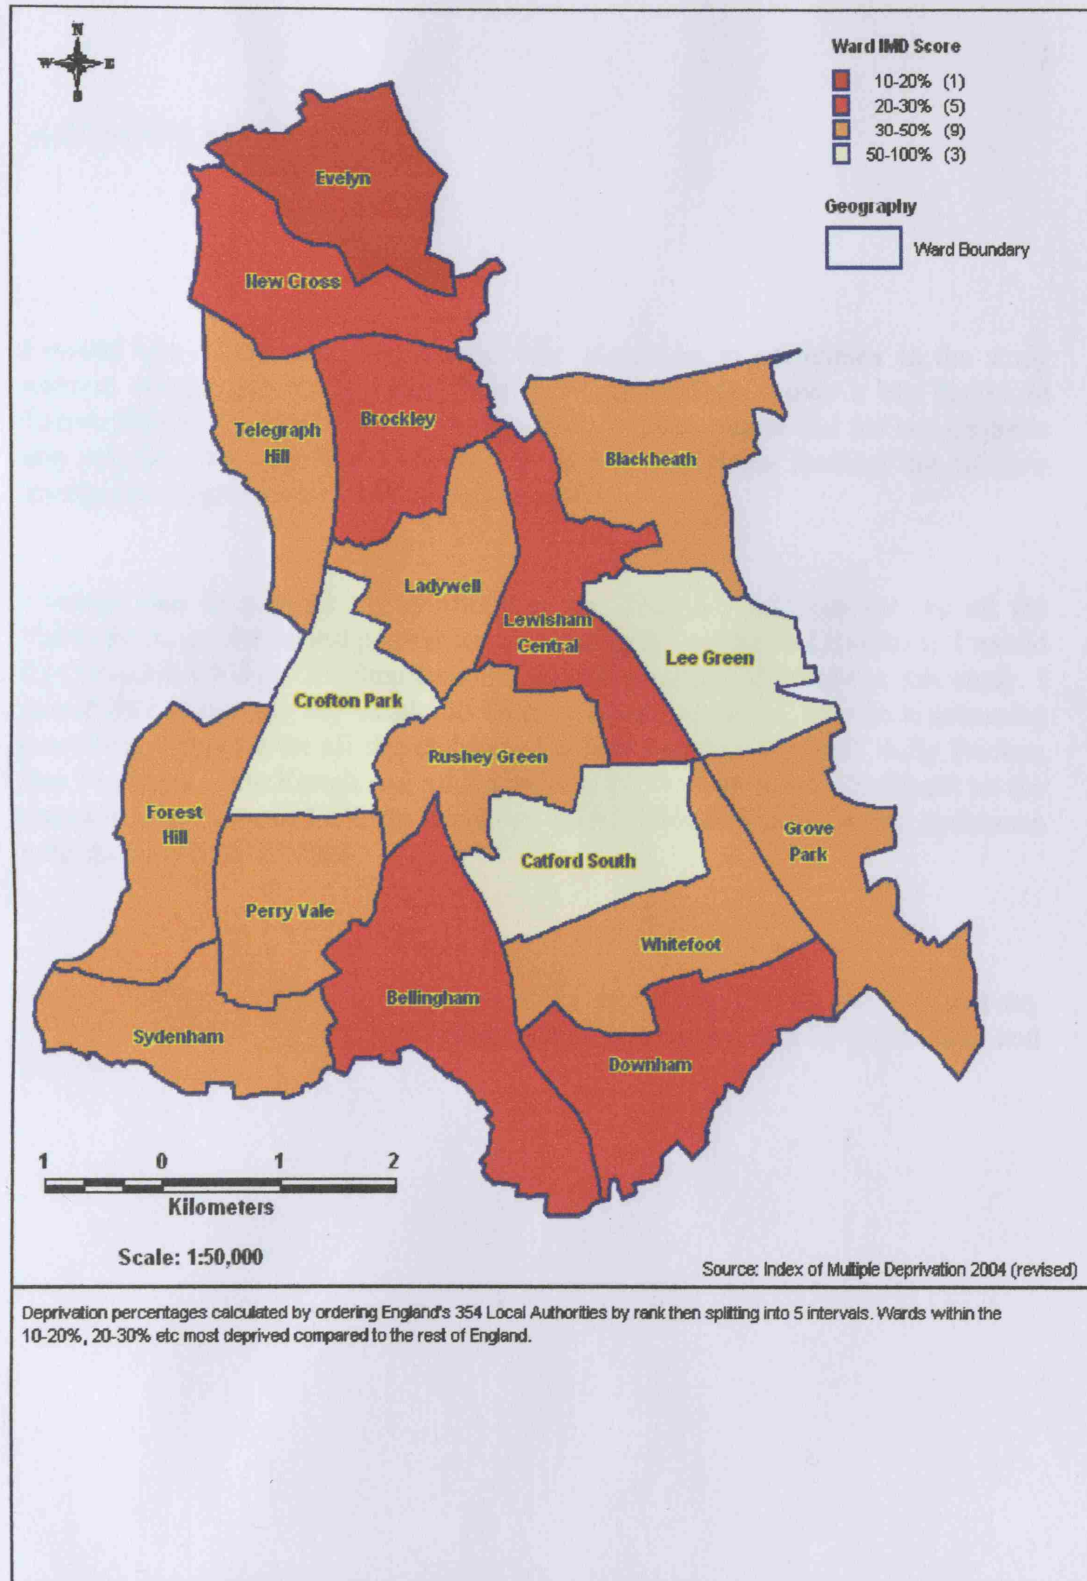 N
W E
S
Ward IMD Score
10-20% (1)
20-30% (5)
30-50% (9)
50-100% (3)
Geography
Ward Boundary
Evelyn
New Cross
Telegraph
Hill
Brockley
Blackheath
Ladywell
Lewisham
Central
Lee Green
Crofton Park
Rushey Green
Forest
Hill
Catford South
Grove
Park
Perry Vale
Whitefoot
Bellingham
Sydenham
Downham
1 0 1 2
Kilometers
Scale: 1:50,000
Source: Index of Multiple Deprivation 2004 (revised)
Deprivation percentages calculated by ordering England's 354 Local Authorities by rank then splitting into 5 intervals. Wards within the
10-20%, 20-30% etc most deprived compared to the rest of England.